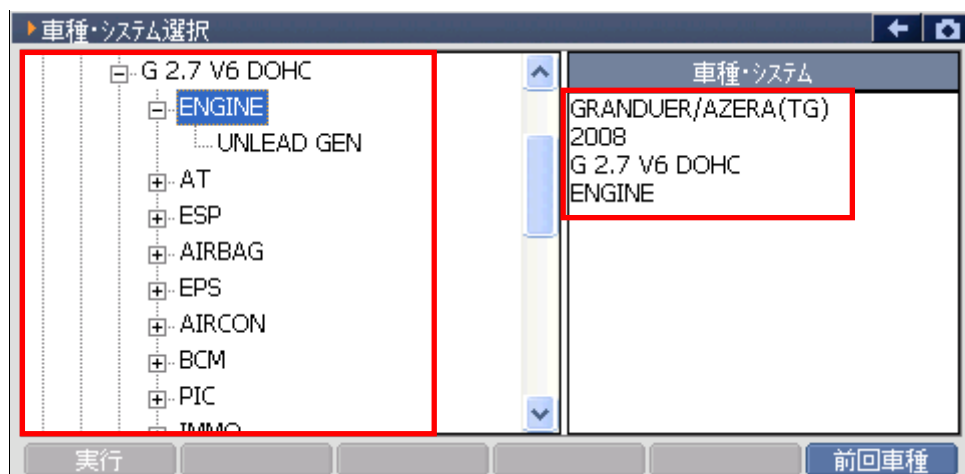 車種・システム選択
G 2.7 V6 DOHC
ENGINE
UNLEAD GEN
AT
ESP
AIRBAG
EPS
AIRCON
BCM
PIC
IMMO
車種・システム
GRANDUER/AZERA(TG)
2008
G 2.7 V6 DOHC
ENGINE
実行
前回車種